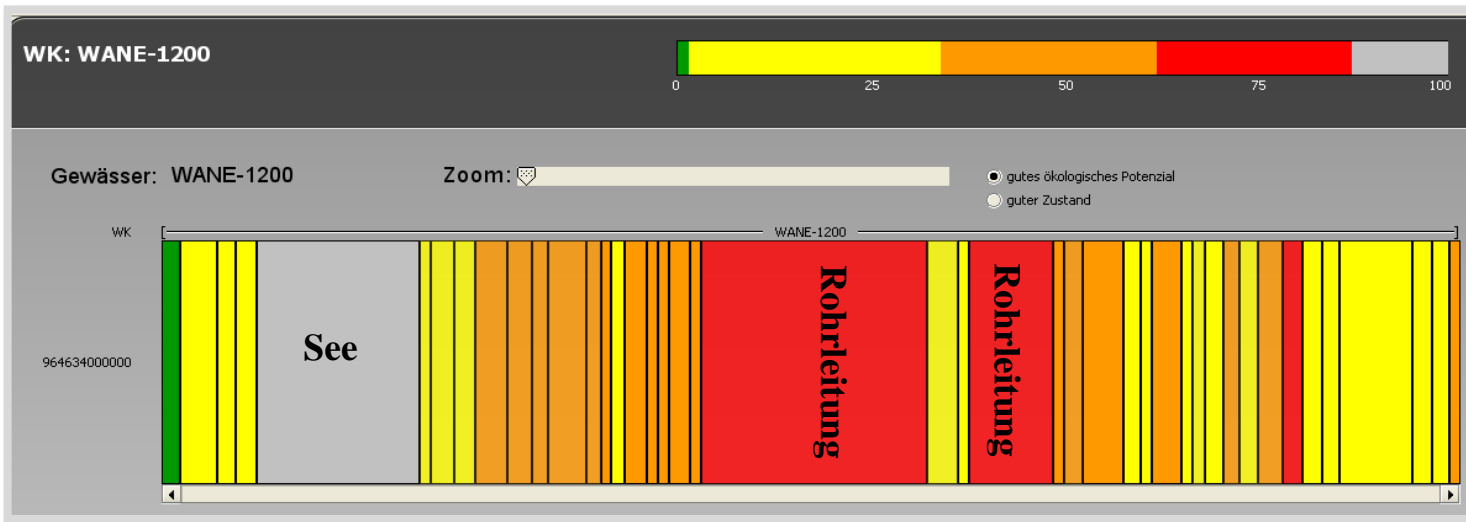 WK: WANE-1200
0 25 50 75 100
Gewässer: WANE-1200 Zoom:
gutes ökologisches Potenzial
guter Zustand
WK [ WANE-1200 ]
964634000000
See
Rohrleitung
Rohrleitung